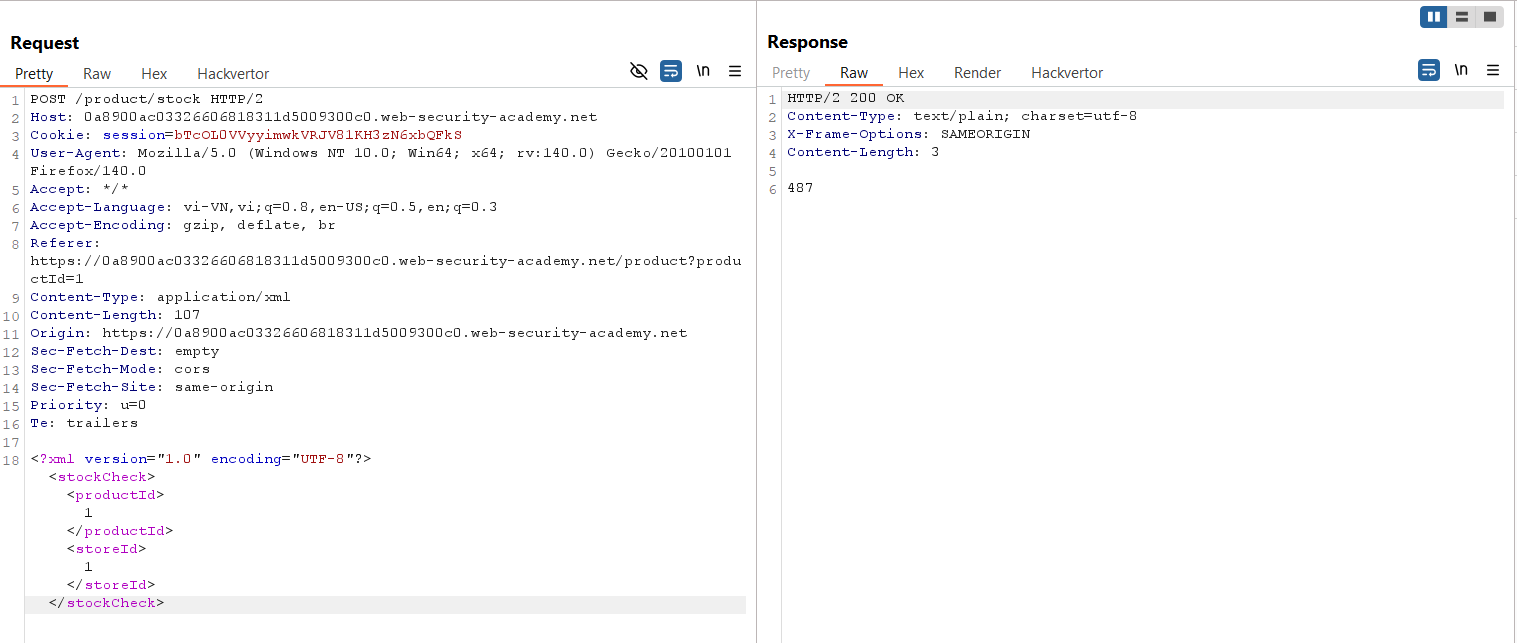 Request
Pretty Raw Hex Hackvertor
\n
1 POST /product/stock HTTP/2
2 Host: 0a8900ac03326606818311d5009300c0.web-security-academy.net
3 Cookie: session=bTcOL0VVyyimwkVRJV81KH3zN6xbQFkS
4 User-Agent: Mozilla/5.0 (Windows NT 10.0; Win64; x64; rv:140.0) Gecko/20100101
Firefox/140.0
5 Accept: */*
6 Accept-Language: vi-VN,vi;q=0.8,en-US;q=0.5,en;q=0.3
7 Accept-Encoding: gzip, deflate, br
8 Referer:
https://0a8900ac03326606818311d5009300c0.web-security-academy.net/product?produ
ctId=1
9 Content-Type: application/xml
10 Content-Length: 107
11 Origin: https://0a8900ac03326606818311d5009300c0.web-security-academy.net
12 Sec-Fetch-Dest: empty
13 Sec-Fetch-Mode: cors
14 Sec-Fetch-Site: same-origin
15 Priority: u=0
16 Te: trailers
17
18 <?xml version="1.0" encoding="UTF-8"?>
<stockCheck>
<productId>
1
</productId>
<storeId>
1
</storeId>
</stockCheck>
Response
Pretty Raw Hex Render Hackvertor
\n
1 HTTP/2 200 OK
2 Content-Type: text/plain; charset=utf-8
3 X-Frame-Options: SAMEORIGIN
4 Content-Length: 3
5
6 487